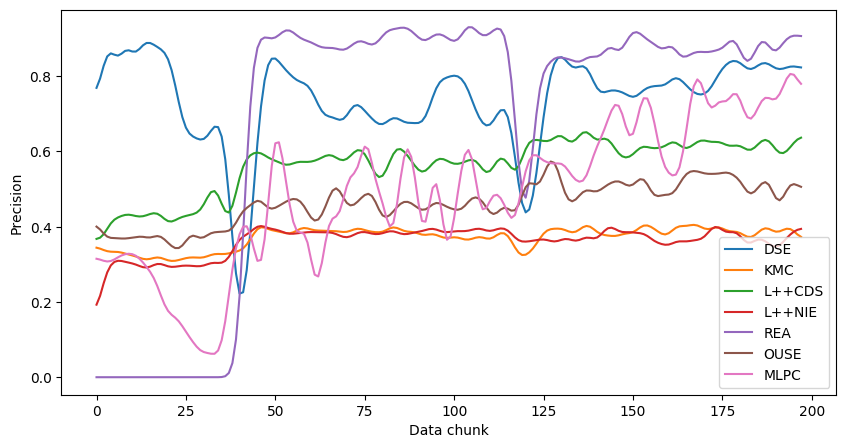 Precision
0.8
0.6
0.4
0.2
0.0
0
25
50
75
100
125
150
175
200
Data chunk
DSE
KMC
L++CDS
L++NIE
REA
OUSE
MLPC